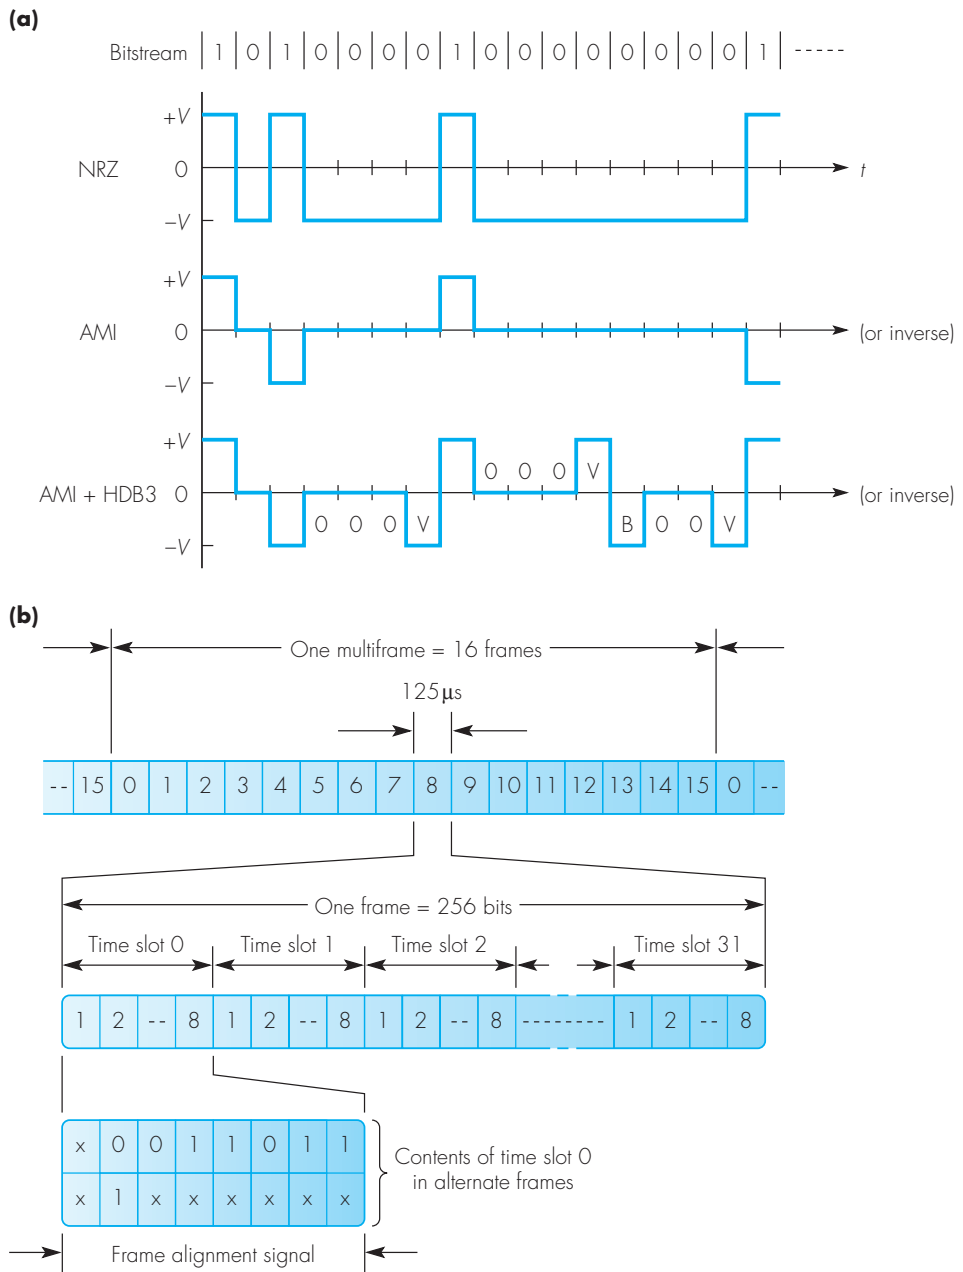 (a)
Bitstream 1 0 1 0 0 0 0 1 0 0 0 0 0 0 0 0 1 -----
+V
NRZ 0 t
−V
+V
AMI 0 (or inverse)
−V
+V
0 0 0 V
AMI + HDB3 0 (or inverse)
0 0 0 V B 0 0 V
−V
(b)
One multiframe = 16 frames
125 µs
-- 15 0 1 2 3 4 5 6 7 8 9 10 11 12 13 14 15 0 --
One frame = 256 bits
Time slot 0 Time slot 1 Time slot 2 Time slot 31
1 2 -- 8 1 2 -- 8 1 2 -- 8 -------- 1 2 -- 8
x 0 0 1 1 0 1 1
Contents of time slot 0
in alternate frames
x 1 x x x x x x
Frame alignment signal